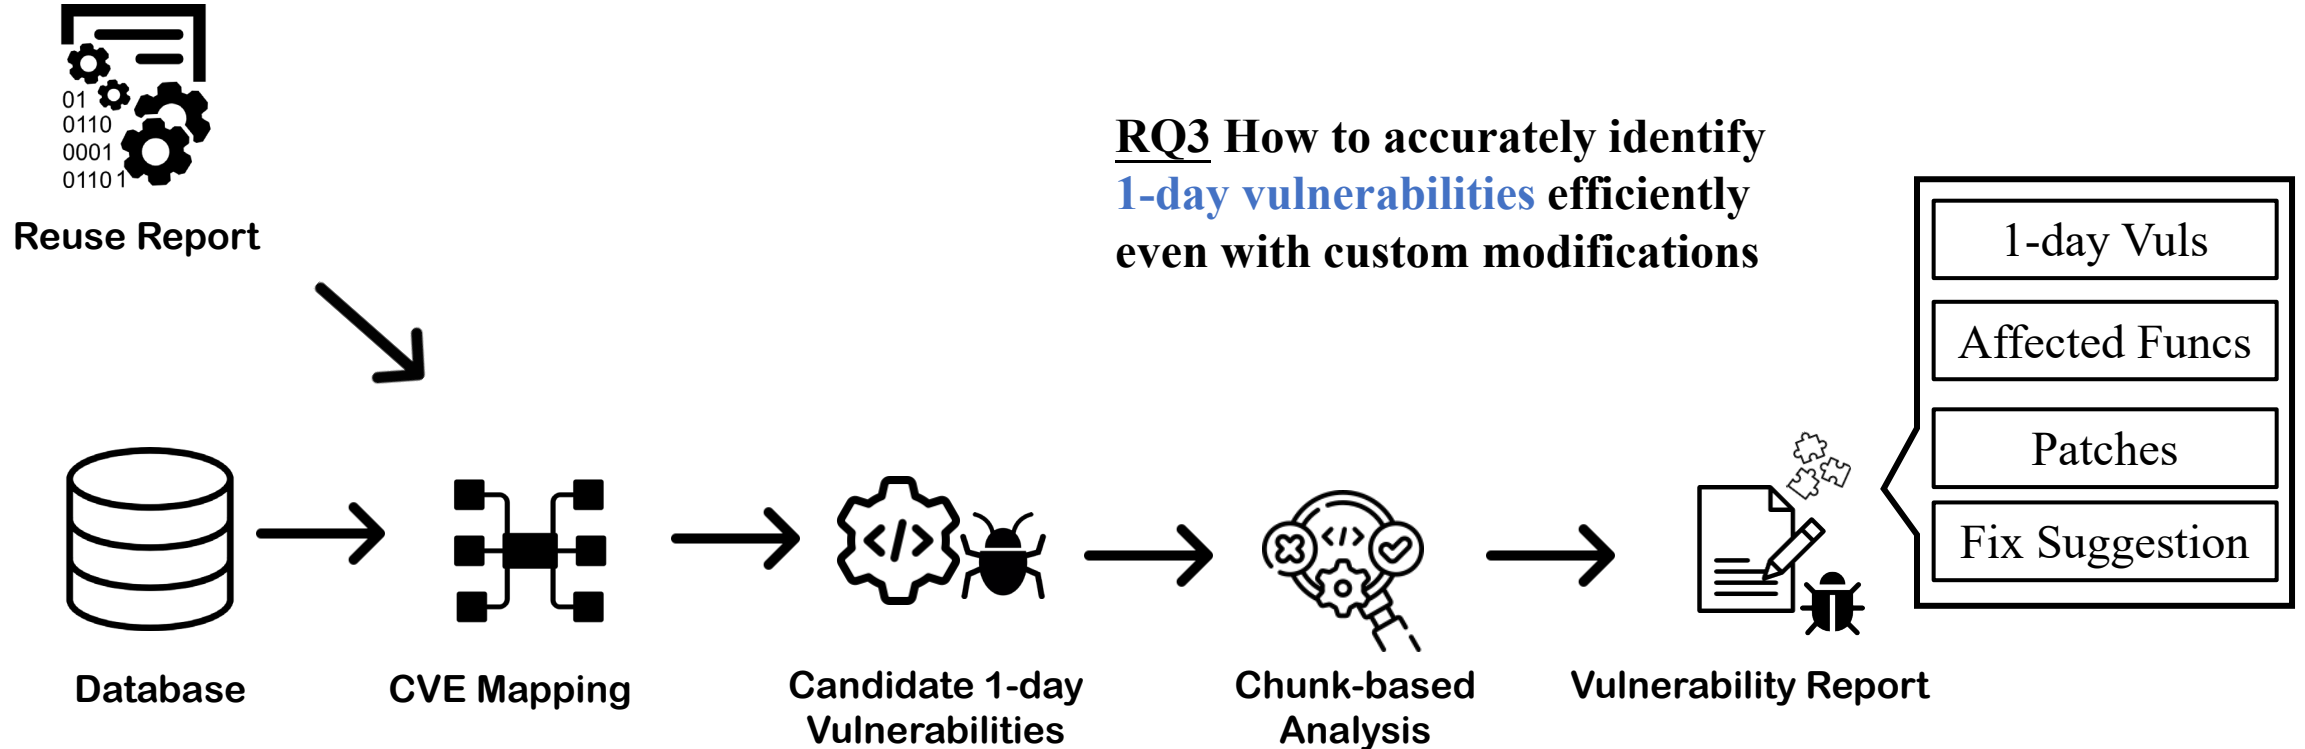 01
0110
0001
01101
Reuse Report
RQ3 How to accurately identify
1-day vulnerabilities efficiently
even with custom modifications
1-day Vuls
Affected Funcs
Patches
Fix Suggestion
</>
</>
Database
CVE Mapping
Candidate 1-day
Vulnerabilities
Chunk-based
Analysis
Vulnerability Report